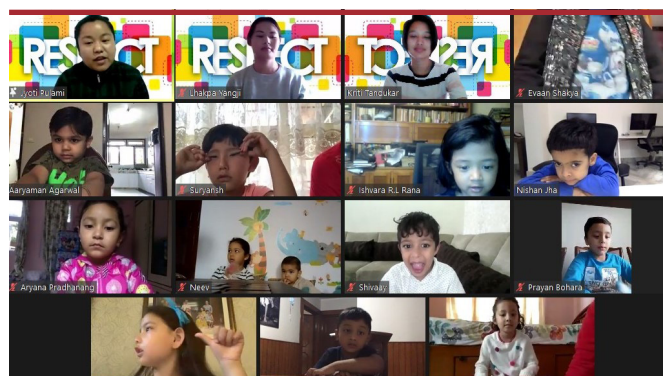 RESPECT
RESPECT
RESPECT
Jyoti Pulami
Lhakpa Yangji
Kriti Tandukar
Evaan Shakya
Aaryaman Agarwal
Suryansh
Ishvara R.L Rana
Nishan Jha
Aryana Pradhanang
Neev
Shivaay
Prayan Bohara